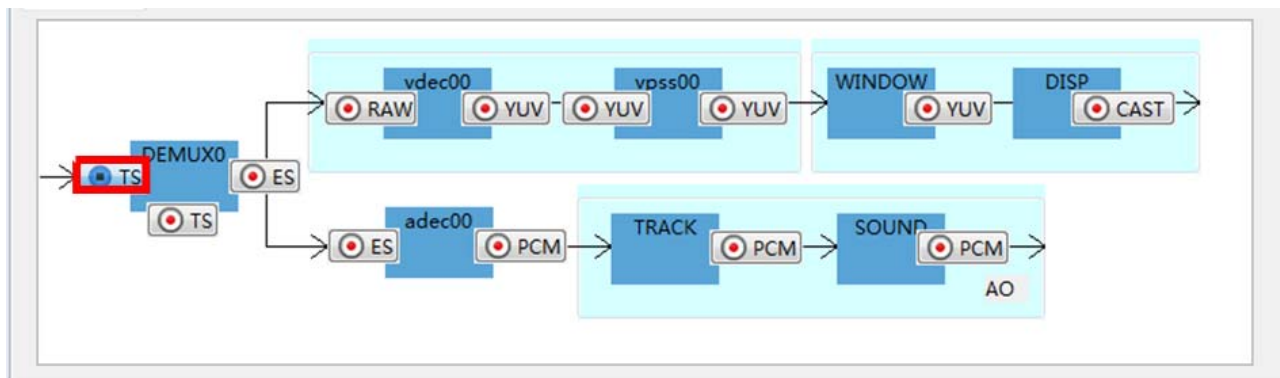 vdec00
vpss00
WINDOW
DISP
RAW
YUV
YUV
YUV
YUV
CAST
DEMUX0
TS
ES
TS
adec00
ES
PCM
TRACK
PCM
SOUND
PCM
AO